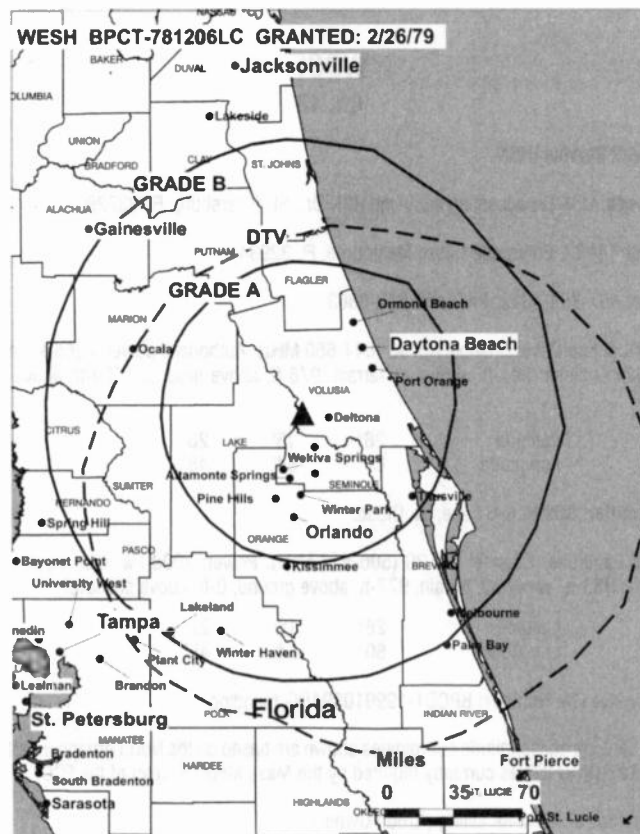 NASSAU
WESH BPCT-781206LC GRANTED: 2/26/79
BAKER
DUVAL
Jacksonville
COLUMBIA
Lakeside
UNION
BRADFORD
CLAY
ST. JOHNS
GRADE B
ALACHUA
Gainesville
PUTNAM
DTV
FLAGLER
GRADE A
MARION
Ormond Beach
Ocala
Daytona Beach
Port Orange
VOLUSIA
Deltona
CITRUS
LAKE
Wekiva Springs
SUMTER
Altamonte Springs
SEMINOLE
HERNANDO
Pine Hills
Winter Park
Titusville
Spring Hill
ORANGE
Orlando
PASCO
Bayonet Point
Kissimmee
BREVARD
University West
Lakeland
Melbourne
Tampa
nedin
Winter Haven
Palm Bay
Plant City
Lealman
Brandon
St. Petersburg
POLK
Florida
INDIAN RIVER
MANATEE
Miles
HARDEE
Fort Pierce
South Bradenton
0 35 ST. LUCIE 70
Sarasota
HIGHLANDS
Port St. Lucie